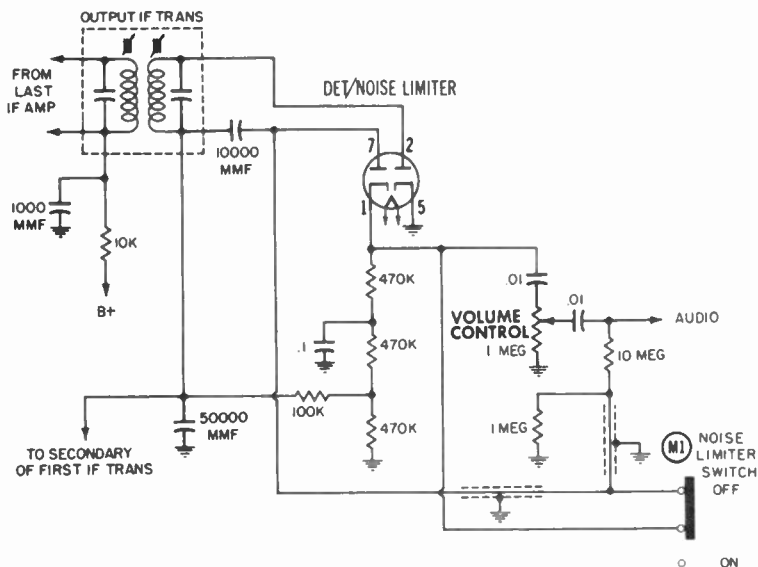 OUTPUT IF TRANS
FROM
LAST
IF AMP
DET/NOISE LIMITER
7
2
10000
MMF
1
5
1000
MMF
10K
B+
470K
.01
VOLUME
CONTROL
1 MEG
.01
AUDIO
.1
470K
10 MEG
100K
50000
MMF
470K
1 MEG
TO SECONDARY
OF FIRST IF TRANS
M1
NOISE
LIMITER
SWITCH
OFF
ON